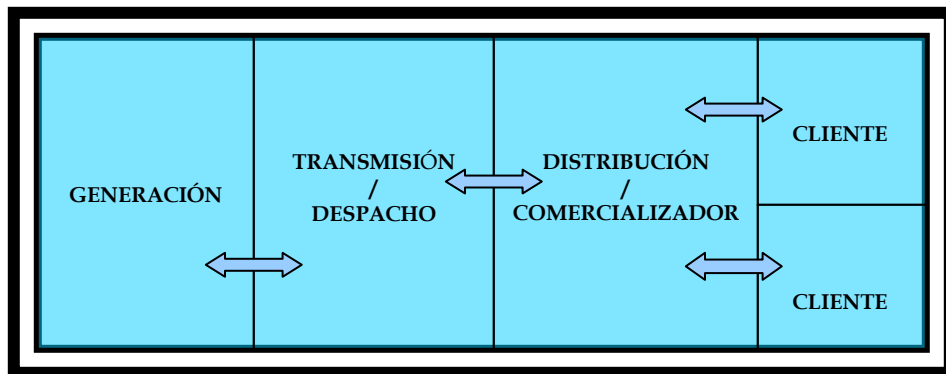 GENERACIÓN
TRANSMISIÓN
/
DESPACHO
DISTRIBUCIÓN
/
COMERCIALIZADOR
CLIENTE
CLIENTE